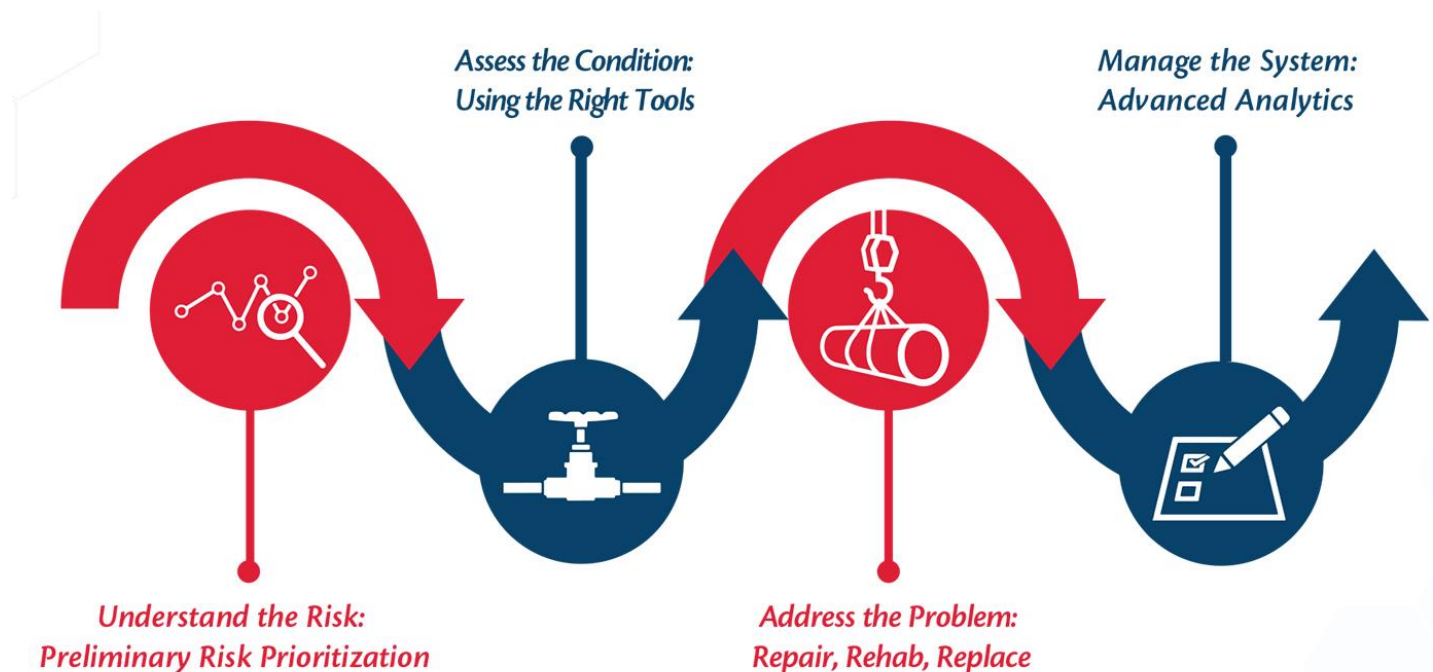 Assess the Condition:
Using the Right Tools
Manage the System:
Advanced Analytics
Understand the Risk:
Preliminary Risk Prioritization
Address the Problem:
Repair, Rehab, Replace